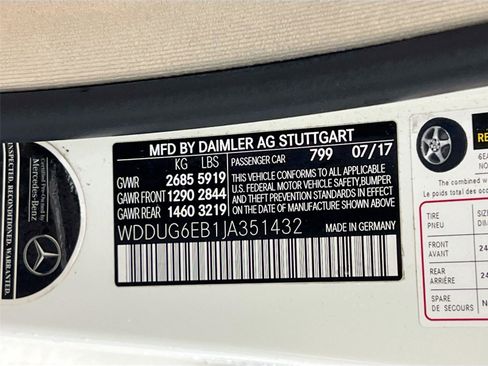 MFD BY DAIMLER AG STUTTGART
KG LBS PASSENGER CAR 799 07/17
GVWR 2685 5919 THIS VEHICLE CONFORMS TO ALL APPLICABLE
GAWR FRONT 1290 2844 U.S. FEDERAL MOTOR VEHICLE SAFETY, BUMPER
GAWR REAR 1460 3219 AND THEFT PREVENTION STANDARDS IN EFFECT
ON THE DATE OF MANUFACTURE SHOWN ABOVE.
WDDUG6EB1JA351432 MADE IN GERMANY
INSPECTED. RECONDITIONED.
Mercedes-Benz
The combined w
Le poids total des occ
TIRE
PNEU
FRONT
AVANT
24
REAR
ARRIÈRE
24
SPARE
DE SECOURS